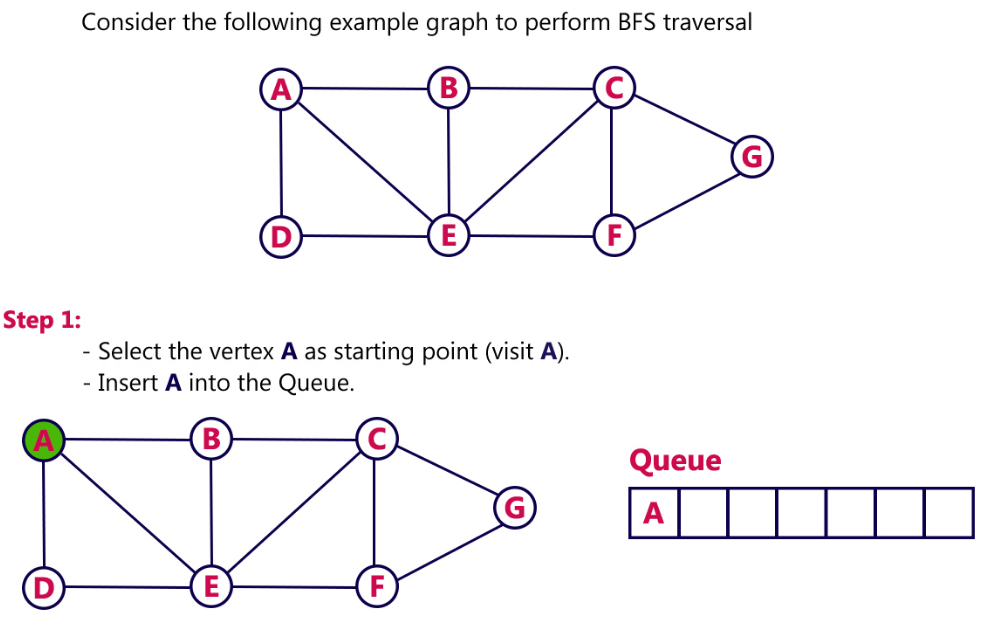 Consider the following example graph to perform BFS traversal
A B C
G
D E F
Step 1:
- Select the vertex A as starting point (visit A).
- Insert A into the Queue.
A B C
G
D E F
Queue
A